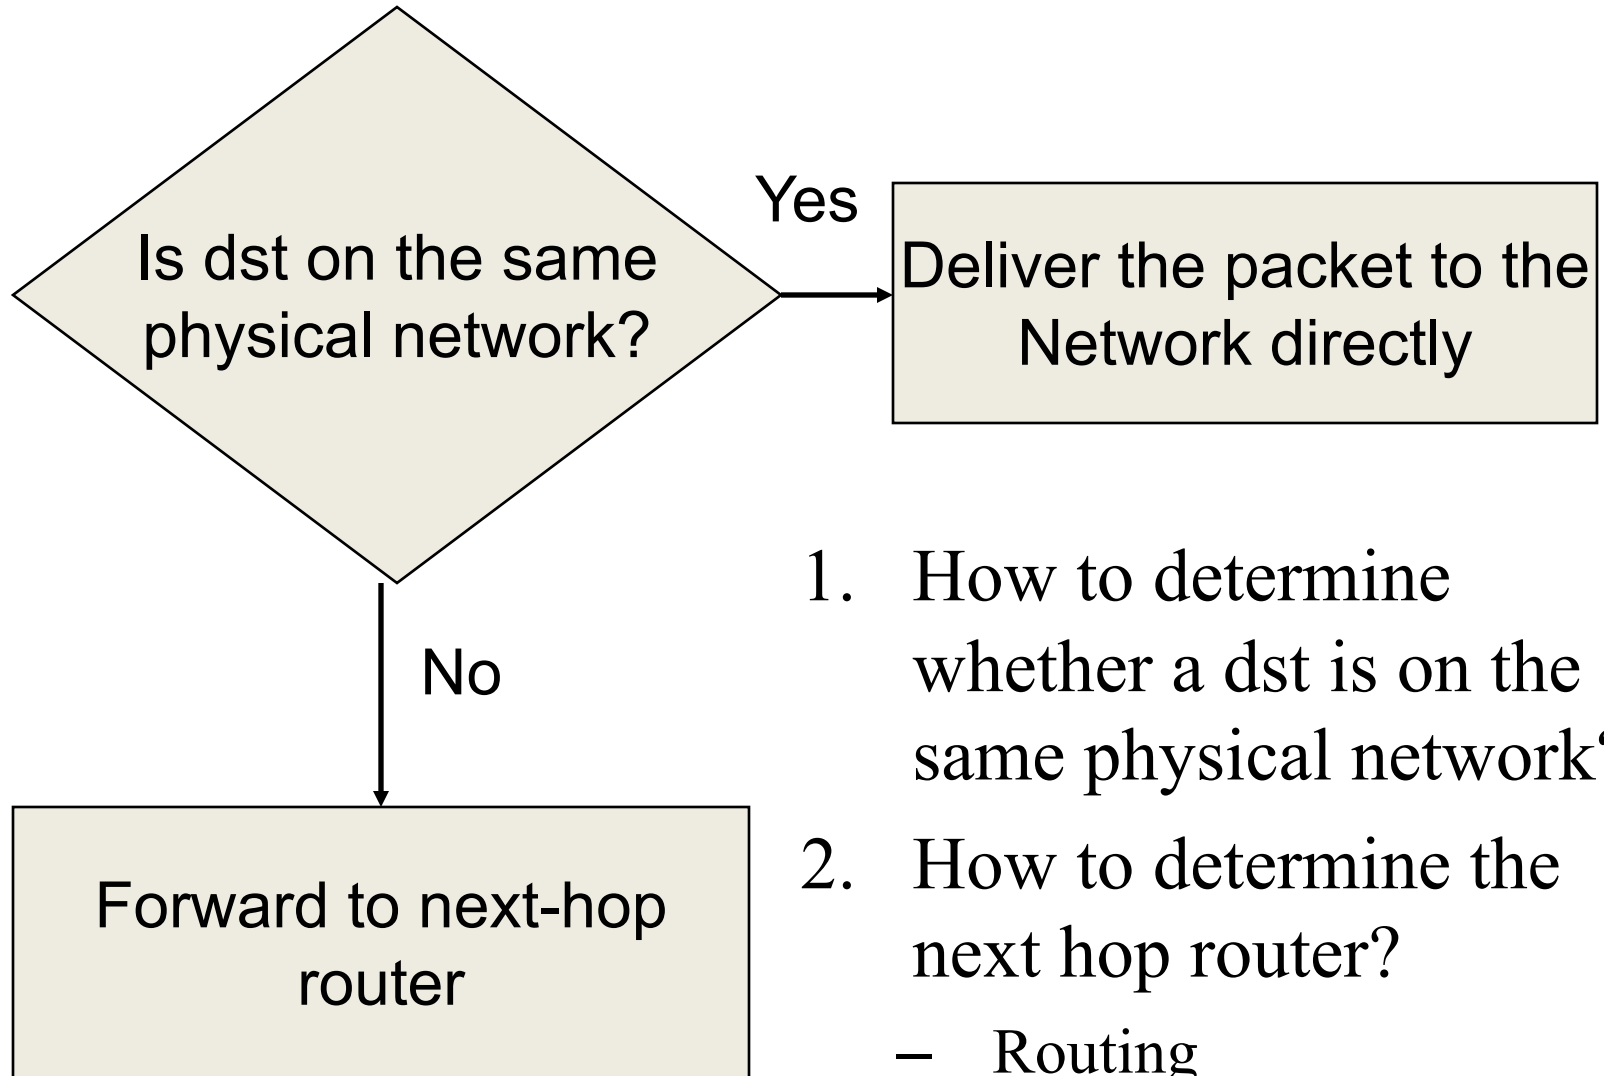 Is dst on the same
physical network?
Yes
Deliver the packet to the
Network directly
No
Forward to next-hop
router
1. How to determine
whether a dst is on the
same physical network?
2. How to determine the
next hop router?
– Routing